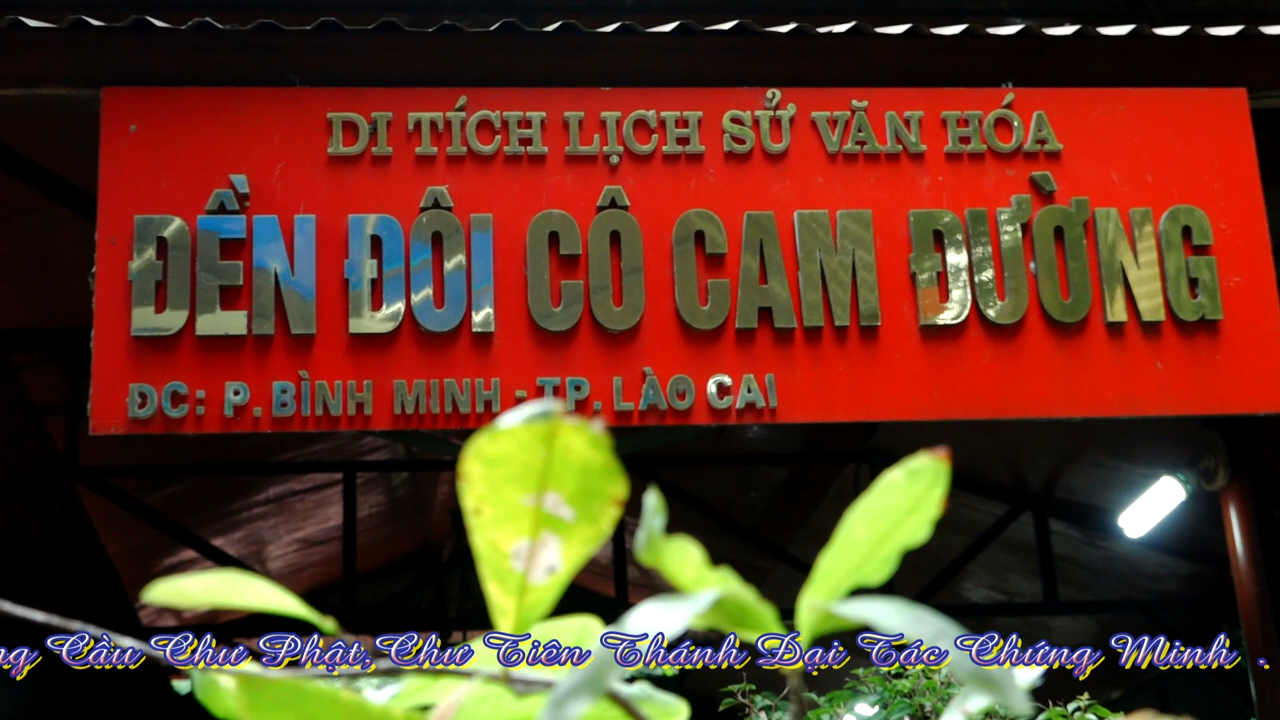 DI TÍCH LỊCH SỬ VĂN HÓA
ĐỀN ĐÔI CÔ CAM ĐƯỜNG
ĐC: P. BÌNH MINH - TP. LÀO CAI
Cầu Chư Phật, Chư Tiên Thánh Đại Tác Chứng Minh .